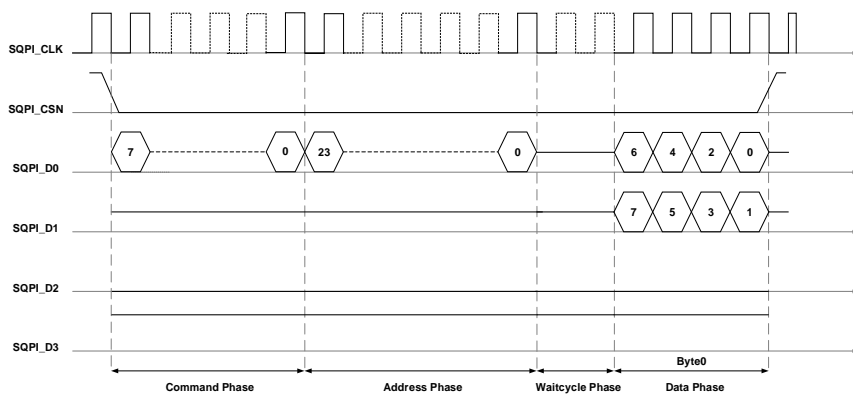 SQPI_CLK
SQPI_CSN
SQPI_D0 7 0 23 0 6 4 2 0
SQPI_D1 7 5 3 1
SQPI_D2
SQPI_D3
Byte0
Command Phase Address Phase Waitcycle Phase Data Phase